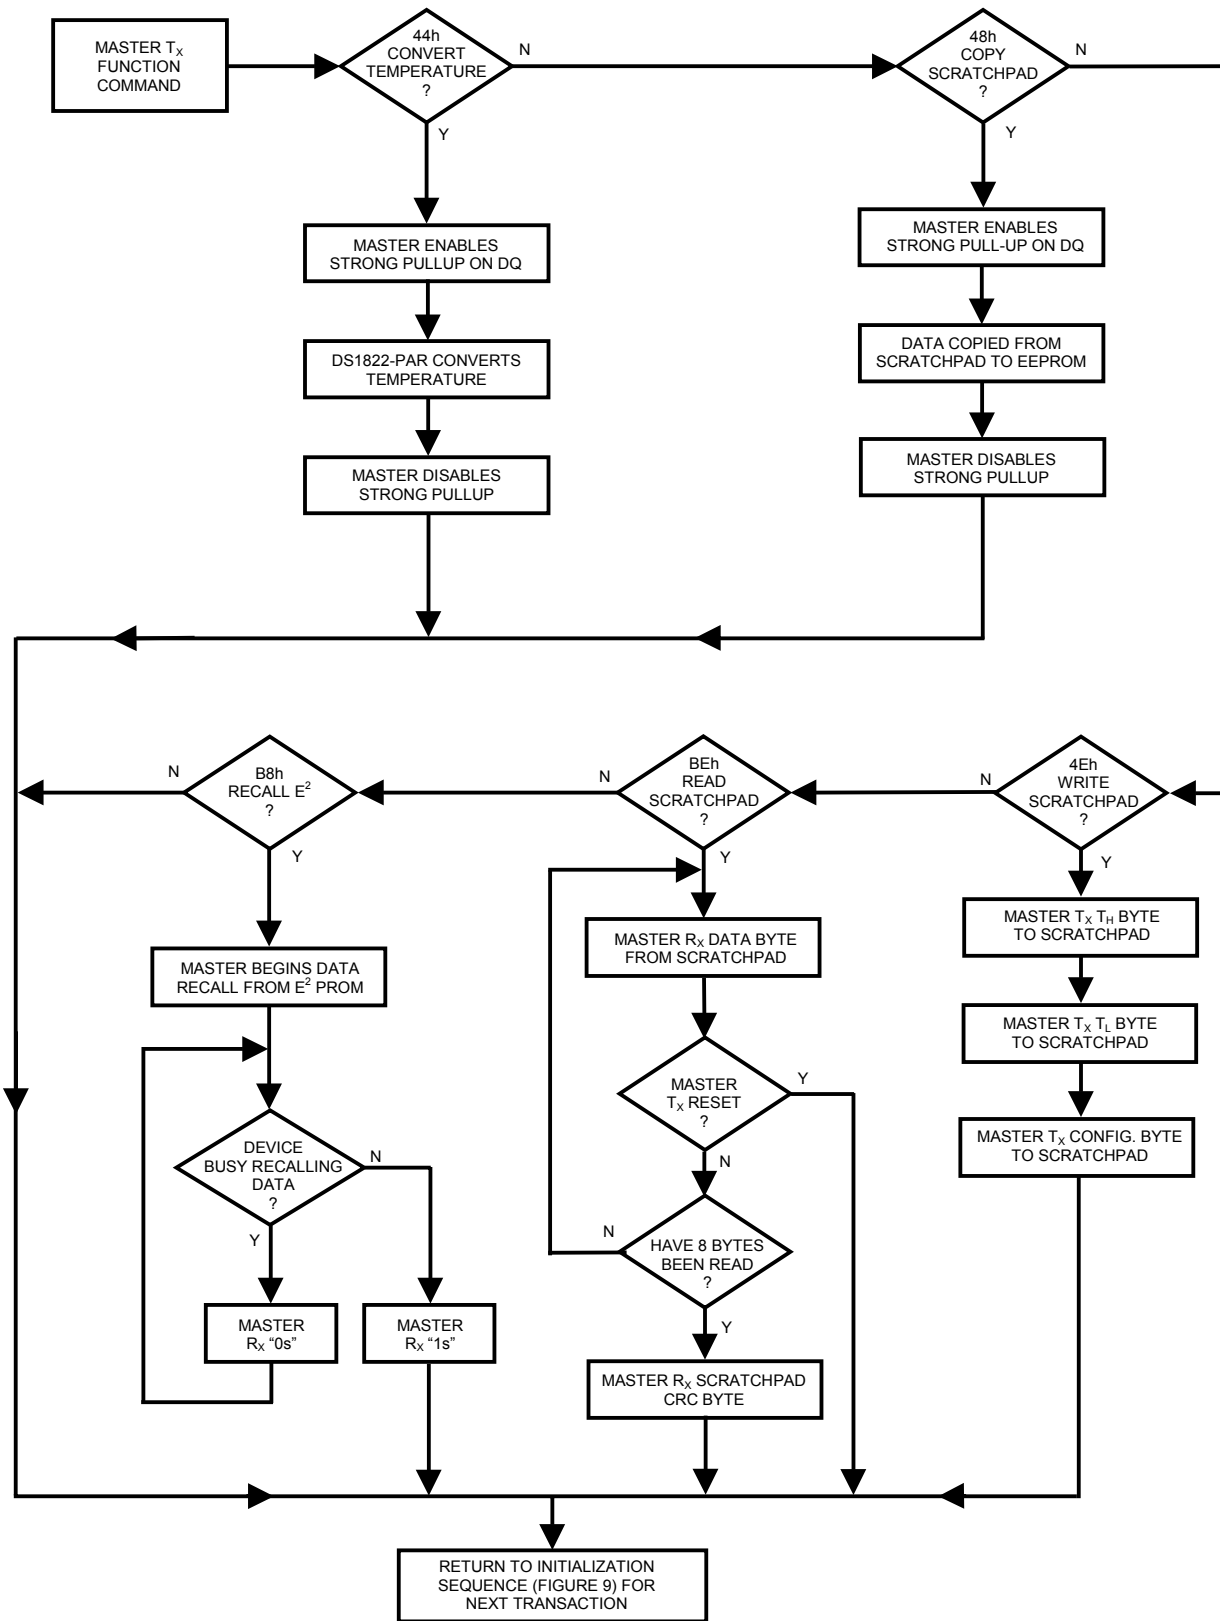 MASTER TX
FUNCTION
COMMAND
44h
CONVERT
TEMPERATURE
?
N
Y
48h
COPY
SCRATCHPAD
?
N
Y
MASTER ENABLES
STRONG PULLUP ON DQ
DS1822-PAR CONVERTS
TEMPERATURE
MASTER DISABLES
STRONG PULLUP
MASTER ENABLES
STRONG PULL-UP ON DQ
DATA COPIED FROM
SCRATCHPAD TO EEPROM
MASTER DISABLES
STRONG PULLUP
B8h
RECALL E²
?
N
Y
BEh
READ
SCRATCHPAD
?
N
Y
4Eh
WRITE
SCRATCHPAD
?
N
Y
MASTER BEGINS DATA
RECALL FROM E² PROM
DEVICE
BUSY RECALLING
DATA
?
N
Y
MASTER
RX “0s”
MASTER
RX “1s”
MASTER RX DATA BYTE
FROM SCRATCHPAD
MASTER
TX RESET
?
Y
N
HAVE 8 BYTES
BEEN READ
?
N
Y
MASTER RX SCRATCHPAD
CRC BYTE
MASTER TX TH BYTE
TO SCRATCHPAD
MASTER TX TL BYTE
TO SCRATCHPAD
MASTER TX CONFIG. BYTE
TO SCRATCHPAD
RETURN TO INITIALIZATION
SEQUENCE (FIGURE 9) FOR
NEXT TRANSACTION